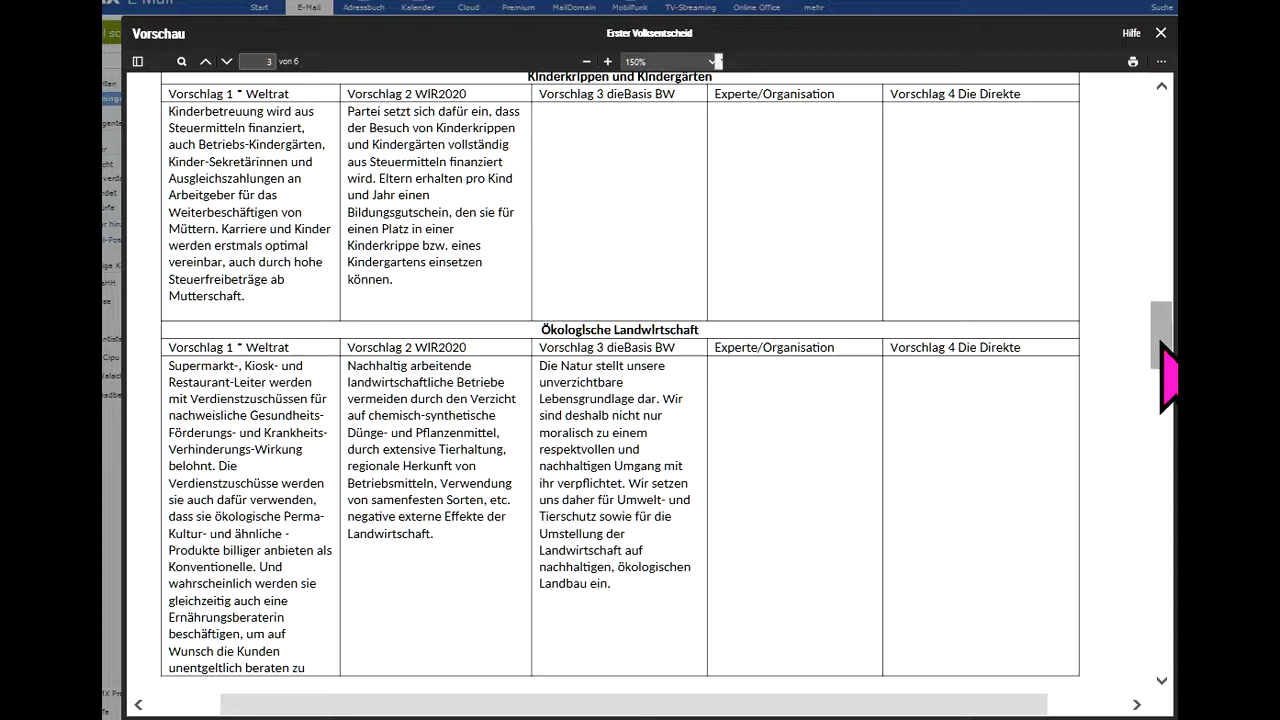 E-Mail
Start E-Mail Adressbuch Kalender Cloud Premium MailDomain Mobilfunk TV-Streaming Online Office mehr Suche
Vorschau Erster Volksentscheid Hilfe
3 von 6 150%
Kinderkrippen und Kindergärten
Vorschlag 1 * Weltrat Vorschlag 2 WIR2020 Vorschlag 3 dieBasis BW Experte/Organisation Vorschlag 4 Die Direkte
Kinderbetreuung wird aus
Steuermitteln finanziert,
auch Betriebs-Kindergärten,
Kinder-Sekretärinnen und
Ausgleichszahlungen an
Arbeitgeber für das
Weiterbeschäftigen von
Müttern. Karriere und Kinder
werden erstmals optimal
vereinbar, auch durch hohe
Steuerfreibeträge ab
Mutterschaft.
Partei setzt sich dafür ein, dass
der Besuch von Kinderkrippen
und Kindergärten vollständig
aus Steuermitteln finanziert
wird. Eltern erhalten pro Kind
und Jahr einen
Bildungsgutschein, den sie für
einen Platz in einer
Kinderkrippe bzw. eines
Kindergartens einsetzen
können.
Ökologische Landwirtschaft
Vorschlag 1 * Weltrat Vorschlag 2 WIR2020 Vorschlag 3 dieBasis BW Experte/Organisation Vorschlag 4 Die Direkte
Supermarkt-, Kiosk- und
Restaurant-Leiter werden
mit Verdienstzuschüssen für
nachweisliche Gesundheits-
Förderungs- und Krankheits-
Verhinderungs-Wirkung
belohnt. Die
Verdienstzuschüsse werden
sie auch dafür verwenden,
dass sie ökologische Perma-
Kultur- und ähnliche -
Produkte billiger anbieten als
Konventionelle. Und
wahrscheinlich werden sie
gleichzeitig auch eine
Ernährungsberaterin
beschäftigen, um auf
Wunsch die Kunden
unentgeltlich beraten zu
Nachhaltig arbeitende
landwirtschaftliche Betriebe
vermeiden durch den Verzicht
auf chemisch-synthetische
Dünge- und Pflanzenmittel,
durch extensive Tierhaltung,
regionale Herkunft von
Betriebsmitteln, Verwendung
von samenfesten Sorten, etc.
negative externe Effekte der
Landwirtschaft.
Die Natur stellt unsere
unverzichtbare
Lebensgrundlage dar. Wir
sind deshalb nicht nur
moralisch zu einem
respektvollen und
nachhaltigen Umgang mit
ihr verpflichtet. Wir setzen
uns daher für Umwelt- und
Tierschutz sowie für die
Umstellung der
Landwirtschaft auf
nachhaltigen, ökologischen
Landbau ein.